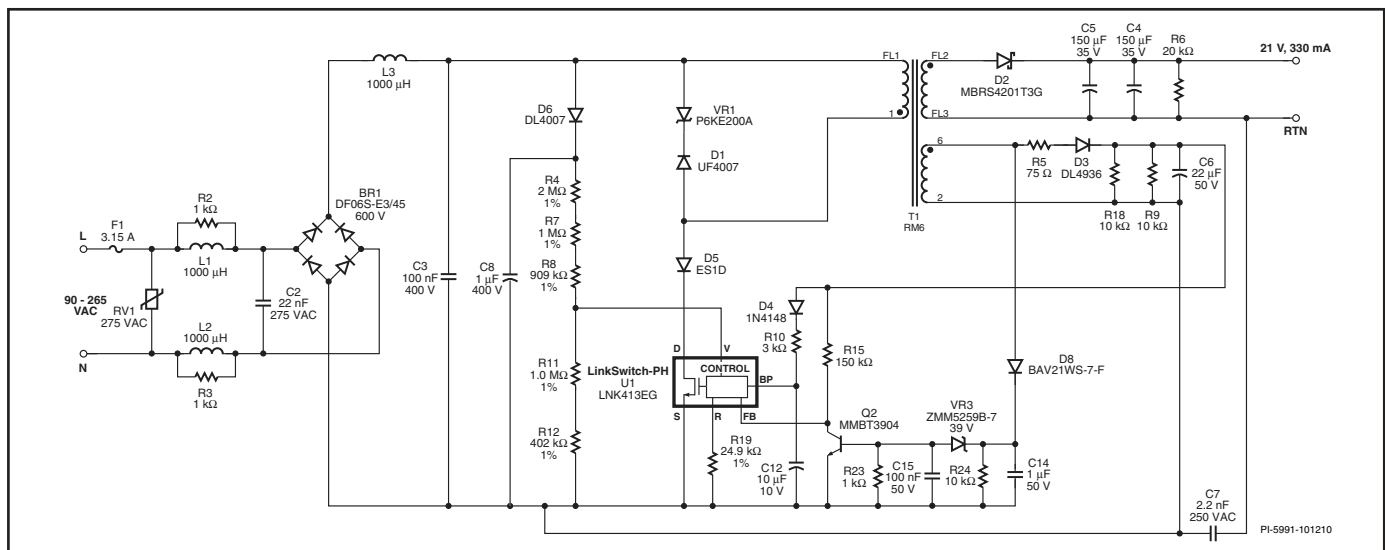 L3
1000 µH
D6
DL4007
VR1
P6KE200A
D1
UF4007
FL1
1
FL2
FL3
D2
MBRS4201T3G
C5
150 µF
35 V
C4
150 µF
35 V
R6
20 kΩ
21 V, 330 mA
RTN
6
2
T1
RM6
R5
75 Ω
D3
DL4936
R18
10 kΩ
R9
10 kΩ
C6
22 µF
50 V
R4
2 MΩ
1%
R7
1 MΩ
1%
R8
909 kΩ
1%
BR1
DF06S-E3/45
600 V
F1
3.15 A
L
R2
1 kΩ
L1
1000 µH
90 - 265
VAC
RV1
275 VAC
C2
22 nF
275 VAC
L2
1000 µH
N
R3
1 kΩ
C3
100 nF
400 V
C8
1 µF
400 V
D5
ES1D
D4
1N4148
R10
3 kΩ
R15
150 kΩ
D
V
CONTROL
BP
S
R
FB
LinkSwitch-PH
U1
LNK413EG
R11
1.0 MΩ
1%
R12
402 kΩ
1%
R19
24.9 kΩ
1%
C12
10 µF
10 V
Q2
MMBT3904
VR3
ZMM5259B-7
39 V
D8
BAV21WS-7-F
R23
1 kΩ
C15
100 nF
50 V
R24
10 kΩ
C14
1 µF
50 V
C7
2.2 nF
250 VAC
PI-5991-101210